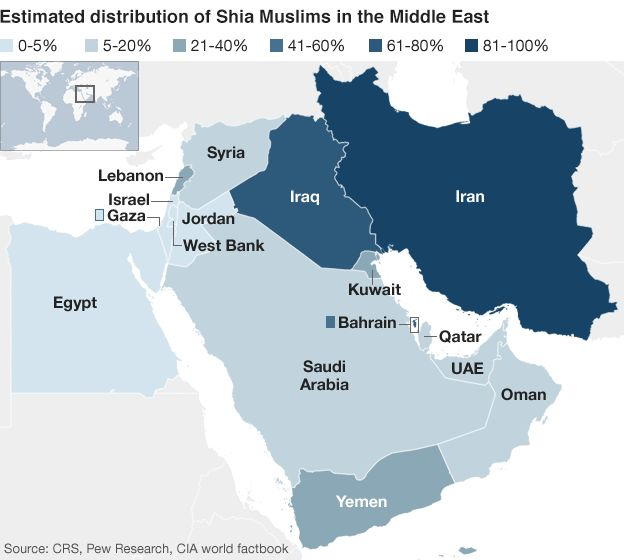 Estimated distribution of Shia Muslims in the Middle East
0-5% 5-20% 21-40% 41-60% 61-80% 81-100%
Syria
Lebanon
Iraq
Iran
Israel
Gaza
Jordan
West Bank
Kuwait
Egypt
Bahrain
Qatar
Saudi
Arabia
UAE
Oman
Yemen
Source: CRS, Pew Research, CIA world factbook